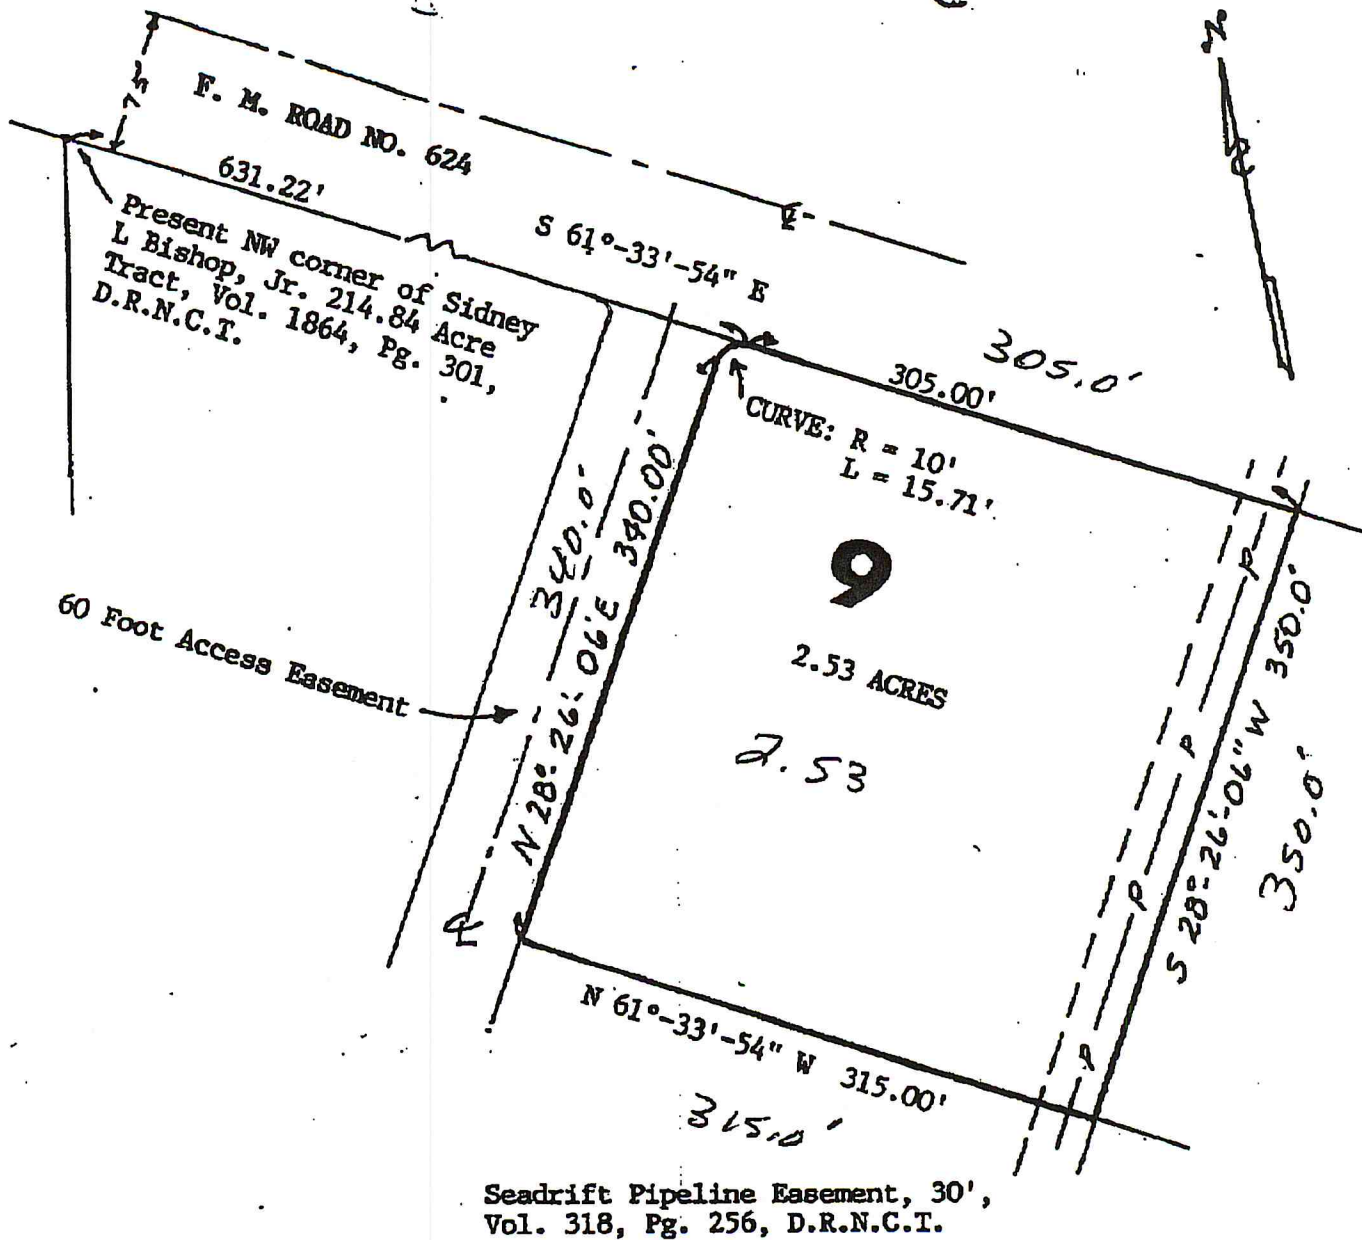 N
75'
F. M. ROAD NO. 624
631.22'
S 61°-33'-54" E
Present NW corner of Sidney
L Bishop, Jr. 214.84 Acre
Tract, Vol. 1864, Pg. 301,
D.R.N.C.T.
305.0'
305.00'
CURVE: R = 10'
L = 15.71'
340.0'
N 28°-26'-06"E 340.00'
9
60 Foot Access Easement
2.53 ACRES
2.53
P
P
P
P
S 28°-26'-06" W 350.0'
350.0'
N 61°-33'-54" W 315.00'
315.0'
Seadrift Pipeline Easement, 30',
Vol. 318, Pg. 256, D.R.N.C.T.